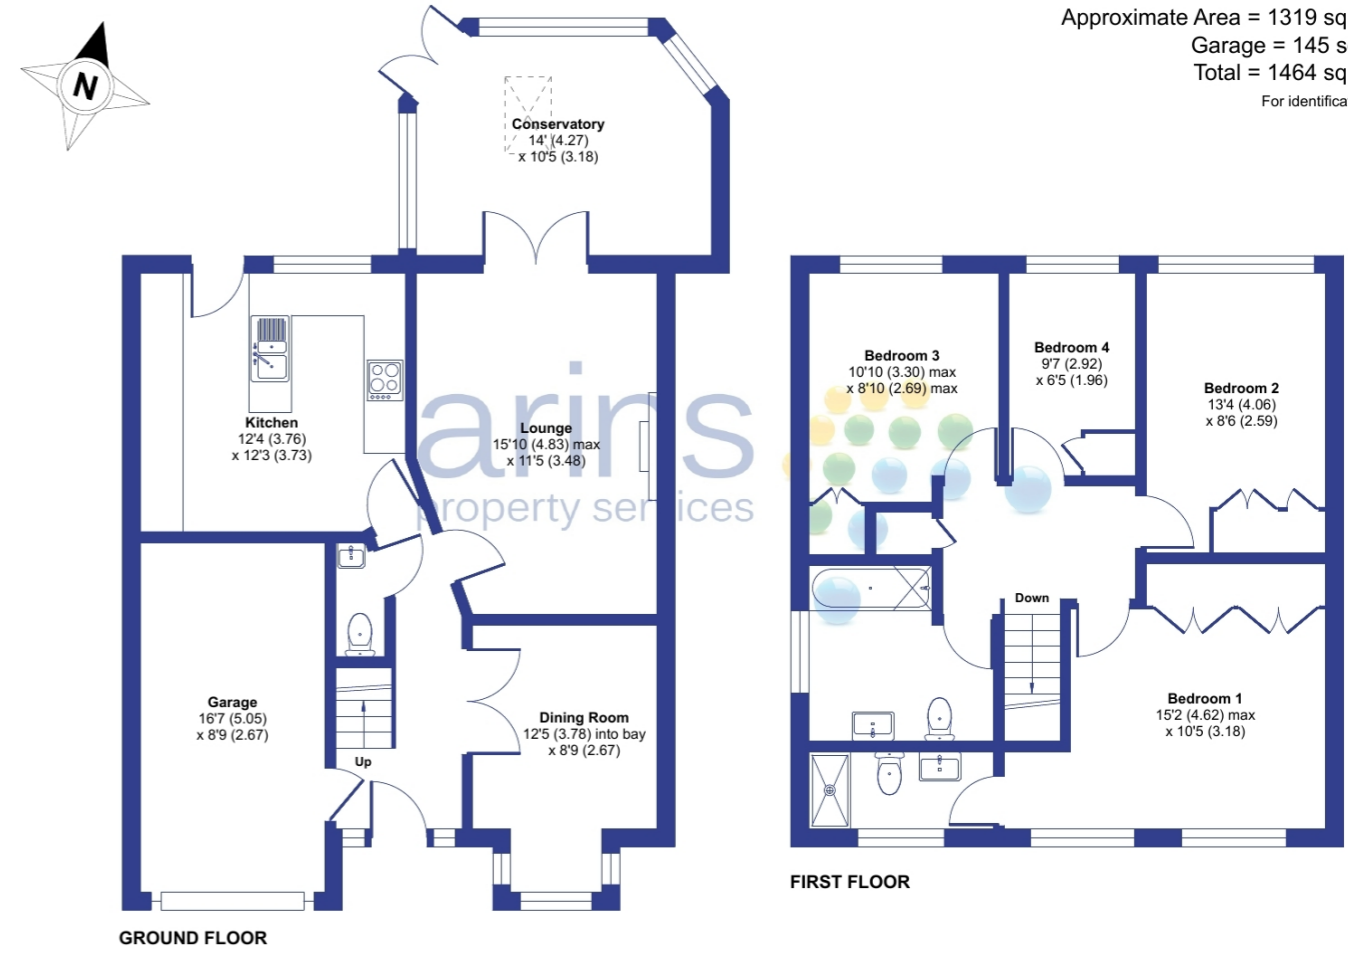 Approximate Area = 1319 sq
Garage = 145 s
Total = 1464 sq
For identifica
N
Conservatory
14' (4.27)
x 10'5 (3.18)
Kitchen
12'4 (3.76)
x 12'3 (3.73)
Lounge
15'10 (4.83) max
x 11'5 (3.48)
arins
property services
Garage
16'7 (5.05)
x 8'9 (2.67)
Up
Dining Room
12'5 (3.78) into bay
x 8'9 (2.67)
GROUND FLOOR
Bedroom 3
10'10 (3.30) max
x 8'10 (2.69) max
Bedroom 4
9'7 (2.92)
x 6'5 (1.96)
Bedroom 2
13'4 (4.06)
x 8'6 (2.59)
Down
Bedroom 1
15'2 (4.62) max
x 10'5 (3.18)
FIRST FLOOR